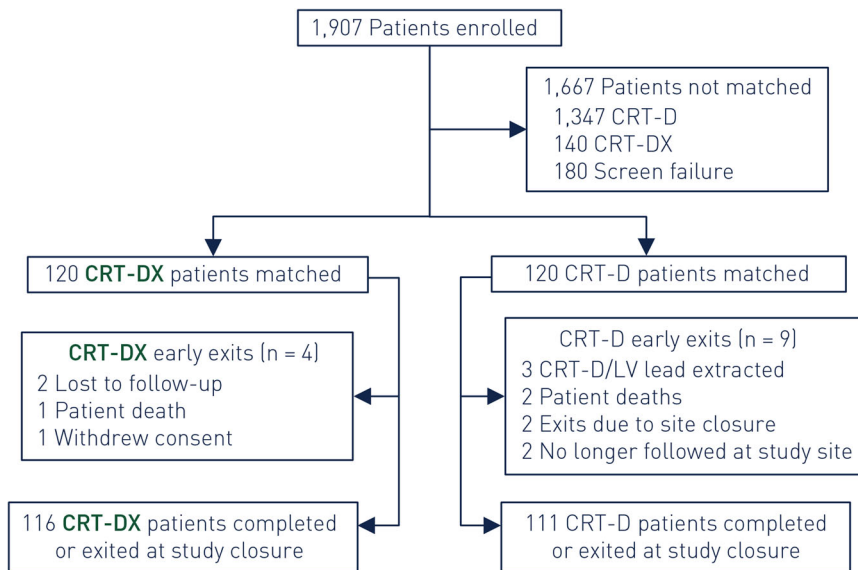 1,907 Patients enrolled
1,667 Patients not matched
1,347 CRT-D
140 CRT-DX
180 Screen failure
120 CRT-DX patients matched
120 CRT-D patients matched
CRT-DX early exits (n = 4)
2 Lost to follow-up
1 Patient death
1 Withdrew consent
CRT-D early exits (n = 9)
3 CRT-D/LV lead extracted
2 Patient deaths
2 Exits due to site closure
2 No longer followed at study site
116 CRT-DX patients completed
or exited at study closure
111 CRT-D patients completed
or exited at study closure